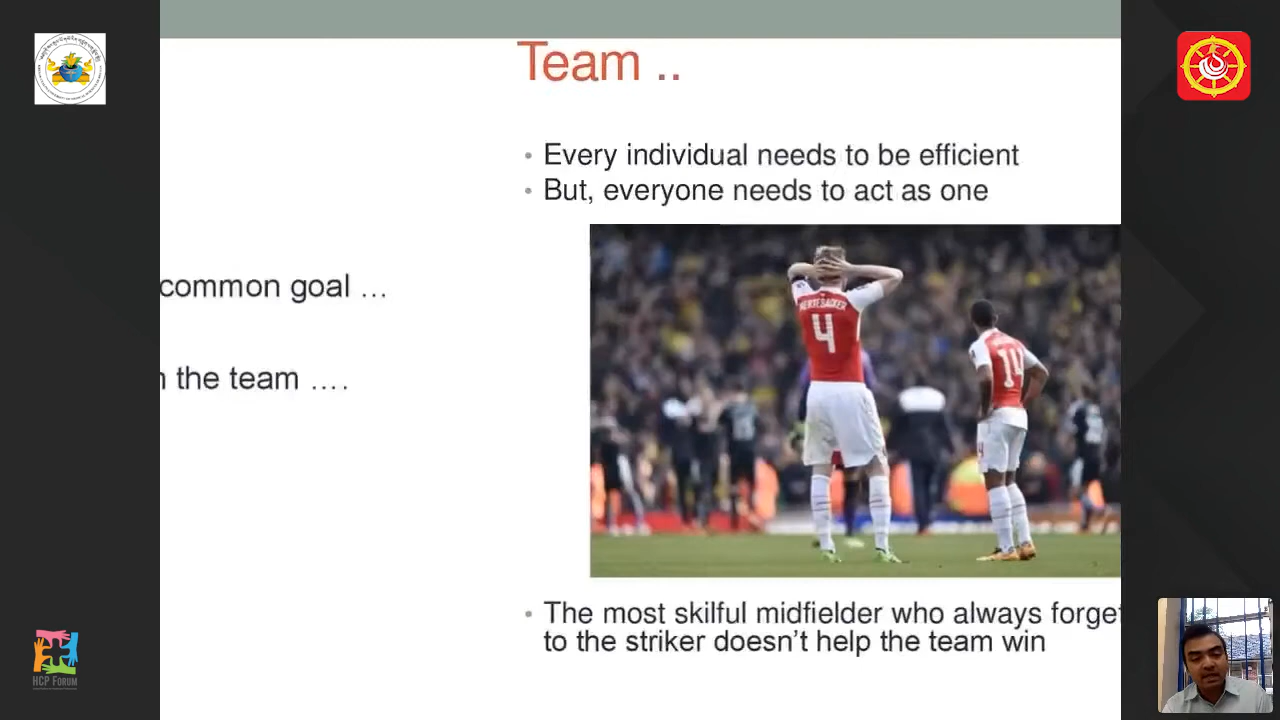 Team ..
• Every individual needs to be efficient
• But, everyone needs to act as one
common goal …
the team ….
MERTESACKER
4
14
• The most skilful midfielder who always forge
to the striker doesn't help the team win
HCP FORUM